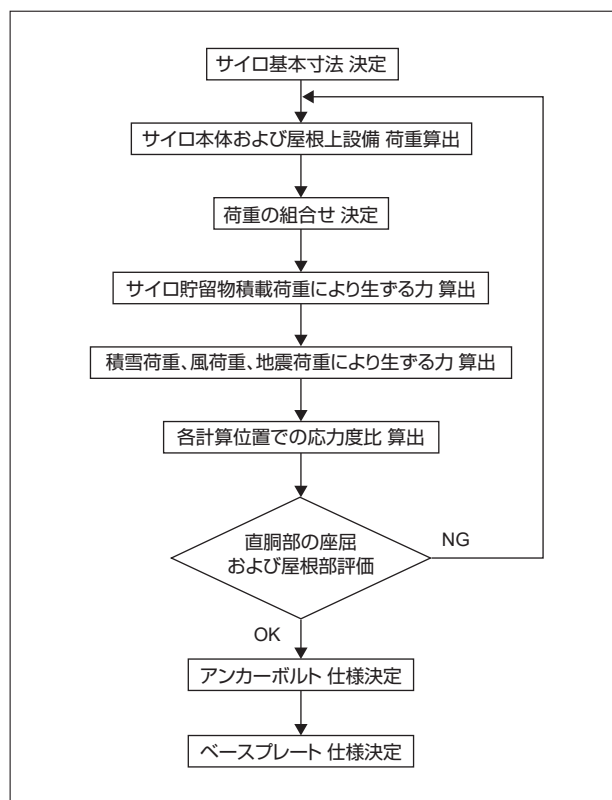 サイロ基本寸法 決定
サイロ本体および屋根上設備 荷重算出
荷重の組合せ 決定
サイロ貯留物積載荷重により生ずる力 算出
積雪荷重、風荷重、地震荷重により生ずる力 算出
各計算位置での応力度比 算出
直胴部の座屈
および屋根部評価
NG
OK
アンカーボルト 仕様決定
ベースプレート 仕様決定